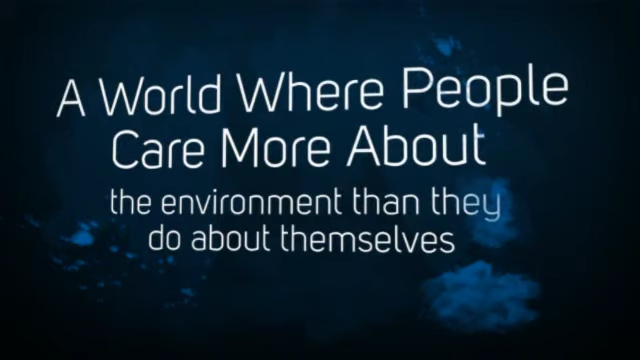 A World Where People
Care More About
the environment than they
do about themselves